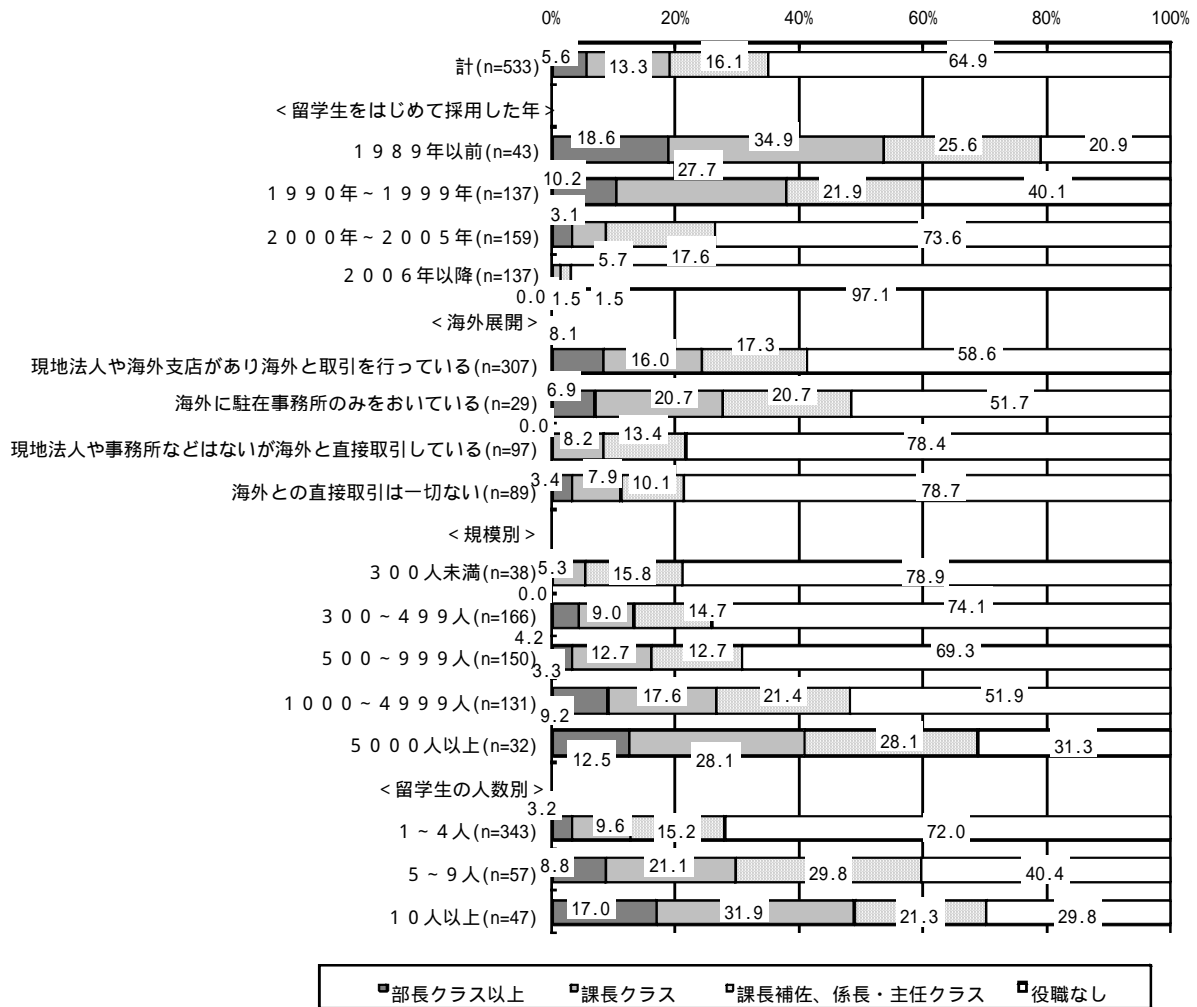 0% 20% 40% 60% 80% 100%
計(n=533) 5.6 13.3 16.1 64.9
<留学生をはじめて採用した年>
1989年以前(n=43) 18.6 34.9 25.6 20.9
1990年~1999年(n=137) 10.2 27.7 21.9 40.1
2000年~2005年(n=159) 3.1 5.7 17.6 73.6
2006年以降(n=137) 0.0 1.5 1.5 97.1
<海外展開>
現地法人や海外支店があり海外と取引を行っている(n=307) 8.1 16.0 17.3 58.6
海外に駐在事務所のみをおいている(n=29) 6.9 20.7 20.7 51.7
現地法人や事務所などはないが海外と直接取引している(n=97) 0.0 8.2 13.4 78.4
海外との直接取引は一切ない(n=89) 3.4 7.9 10.1 78.7
<規模別>
300人未満(n=38) 0.0 5.3 15.8 78.9
300~499人(n=166) 4.2 9.0 14.7 74.1
500~999人(n=150) 3.3 12.7 12.7 69.3
1000~4999人(n=131) 9.2 17.6 21.4 51.9
5000人以上(n=32) 12.5 28.1 28.1 31.3
<留学生の人数別>
1~4人(n=343) 3.2 9.6 15.2 72.0
5~9人(n=57) 8.8 21.1 29.8 40.4
10人以上(n=47) 17.0 31.9 21.3 29.8
部長クラス以上 課長クラス 課長補佐、係長・主任クラス 役職なし